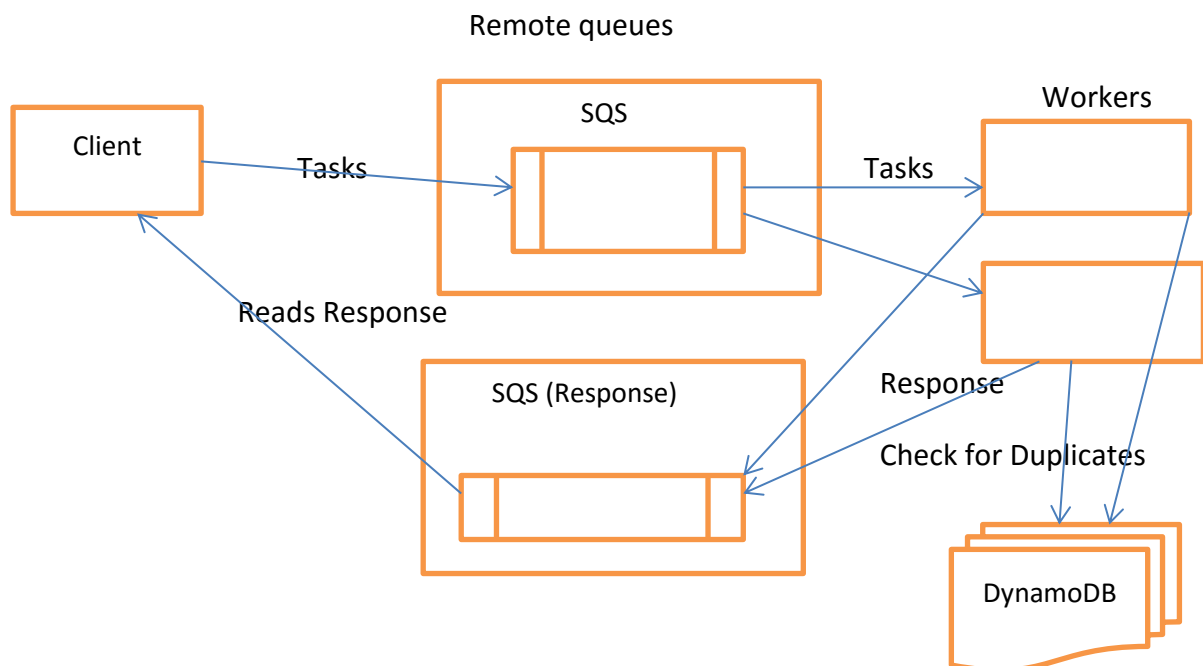 Remote queues
SQS
Workers
Client
Tasks
Tasks
Reads Response
SQS (Response)
Response
Check for Duplicates
DynamoDB